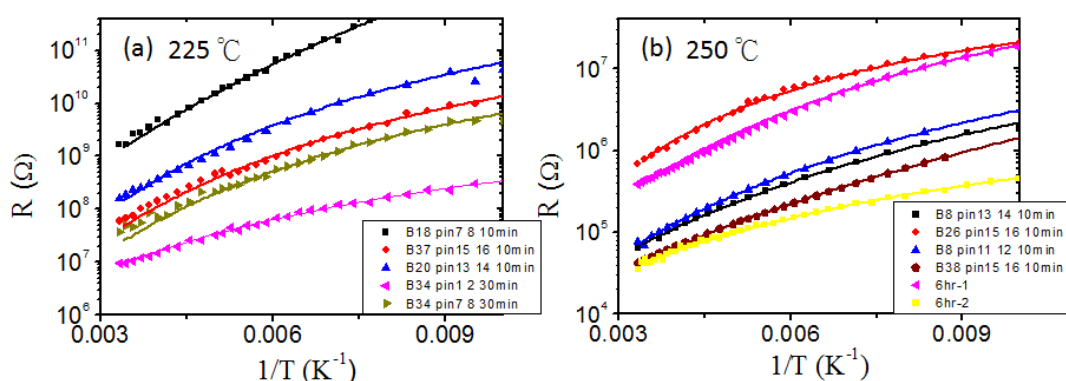 (a) 225 ℃
R (Ω)
10¹¹
10¹⁰
10⁹
10⁸
10⁷
10⁶
B18 pin7 8 10min
B37 pin15 16 10min
B20 pin13 14 10min
B34 pin1 2 30min
B34 pin7 8 30min
0.003 0.006 0.009
1/T (K⁻¹)
(b) 250 ℃
R (Ω)
10⁷
10⁶
10⁵
10⁴
B8 pin13 14 10min
B26 pin15 16 10min
B8 pin11 12 10min
B38 pin15 16 10min
6hr-1
6hr-2
0.003 0.006 0.009
1/T (K⁻¹)